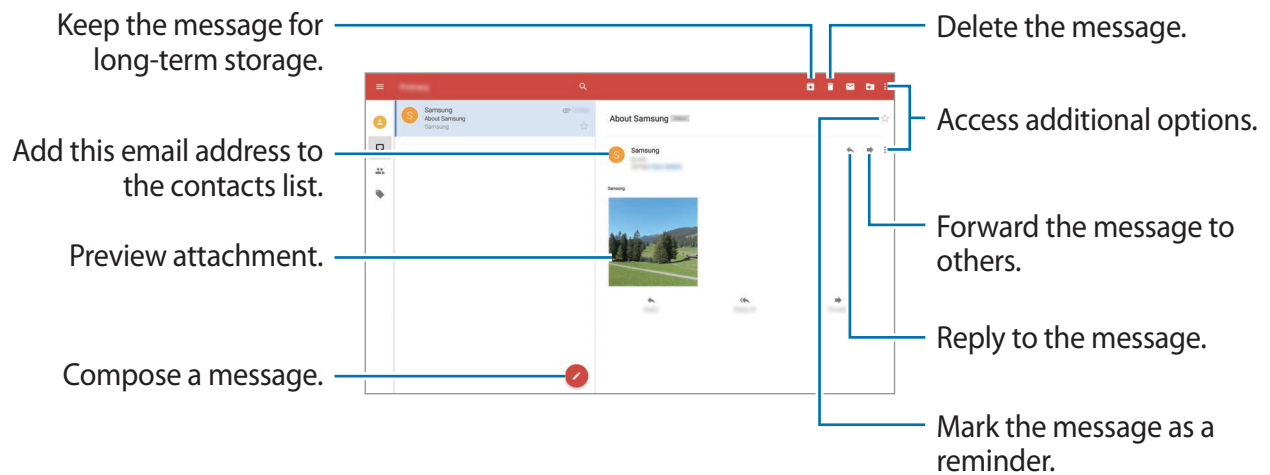 Keep the message for
long-term storage.
Add this email address to
the contacts list.
Preview attachment.
Compose a message.
Samsung
About Samsung
Samsung
About Samsung
S
S
Samsung
Samsung
Delete the message.
Access additional options.
Forward the message to
others.
Reply to the message.
Mark the message as a
reminder.